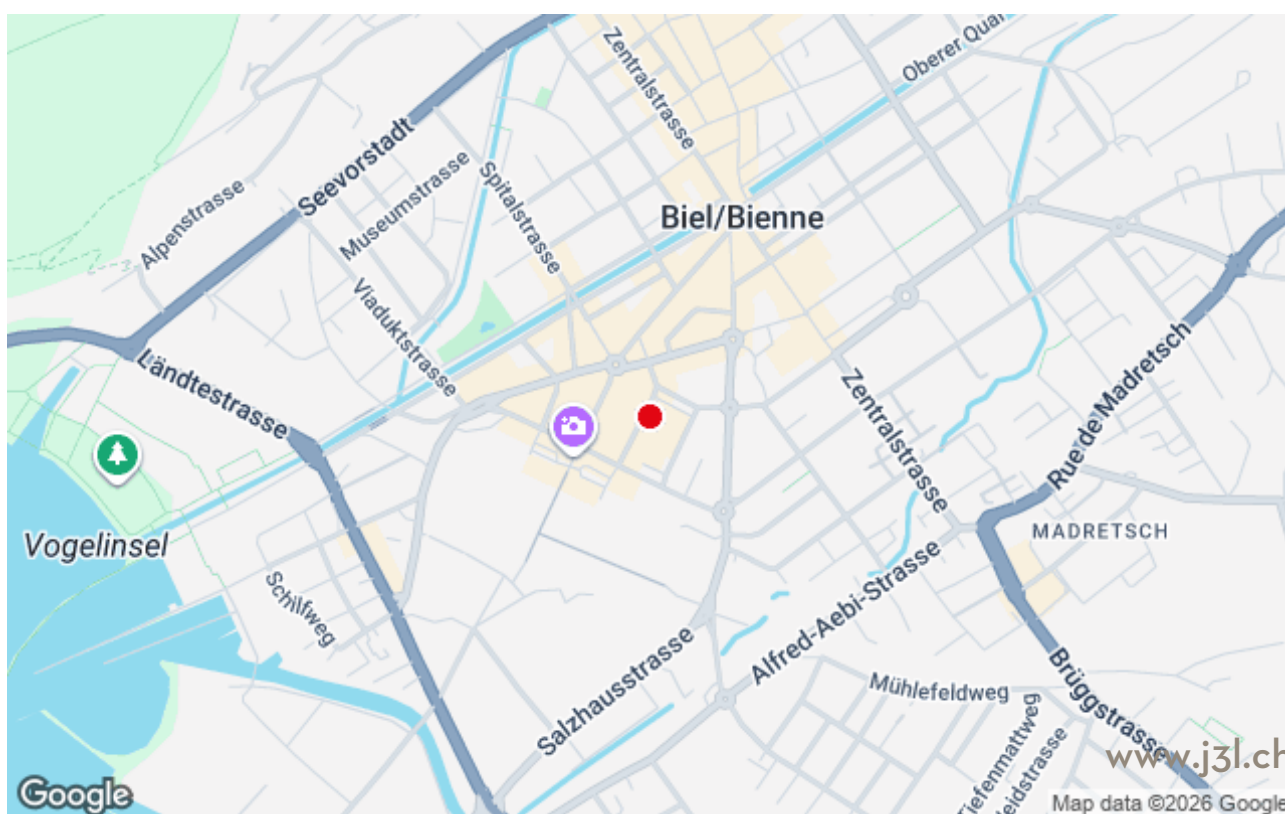 Zentralstrasse
Oberer Quai
Seevorstadt
Museumstrasse
Spitalstrasse
Alpenstrasse
Biel/Bienne
Viaduktstrasse
Ländtestrasse
Zentralstrasse
Rue de Madretsch
Vogelinsel
MADRETSCH
Schilfweg
Alfred-Aebi-Strasse
Salzhausstrasse
Mühlefeldweg
Brüggstrasse
Tiefenmattweg
www.j3l.ch
Google
Map data ©2026 Google